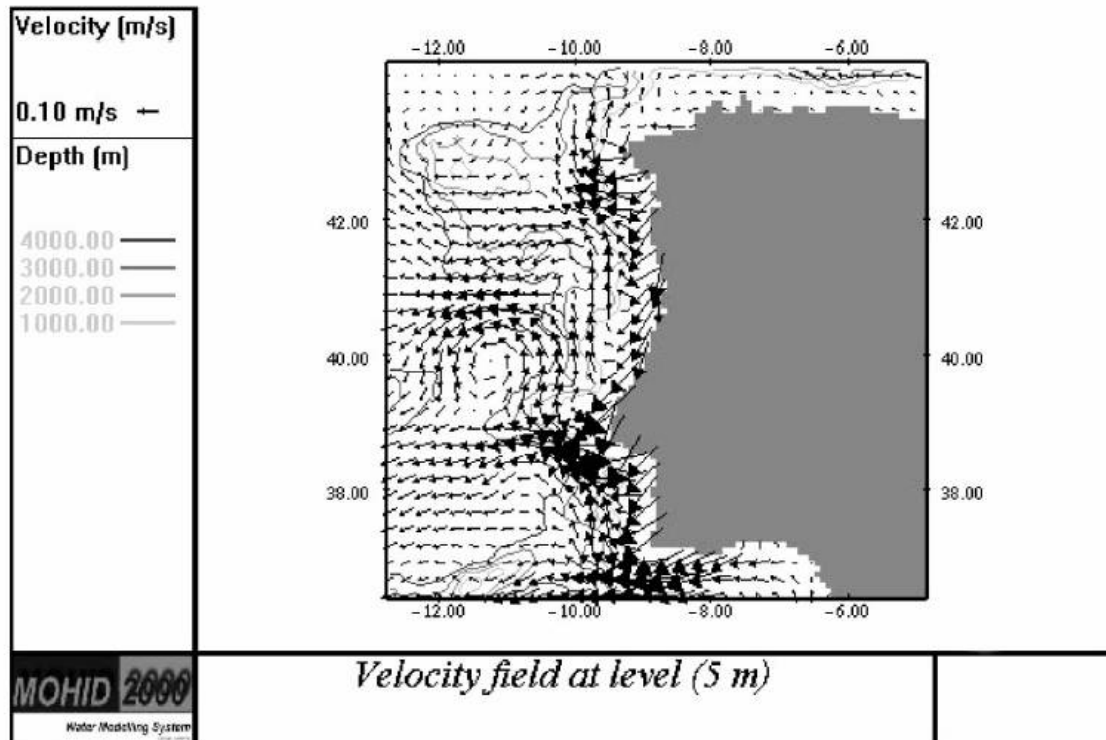 Velocity (m/s)
0.10 m/s
Depth (m)
4000.00
3000.00
2000.00
1000.00
-12.00 -10.00 -8.00 -6.00
42.00 42.00
40.00 40.00
38.00 38.00
-12.00 -10.00 -8.00 -6.00
Velocity field at level (5 m)
MOHID 2000
Water Modelling System